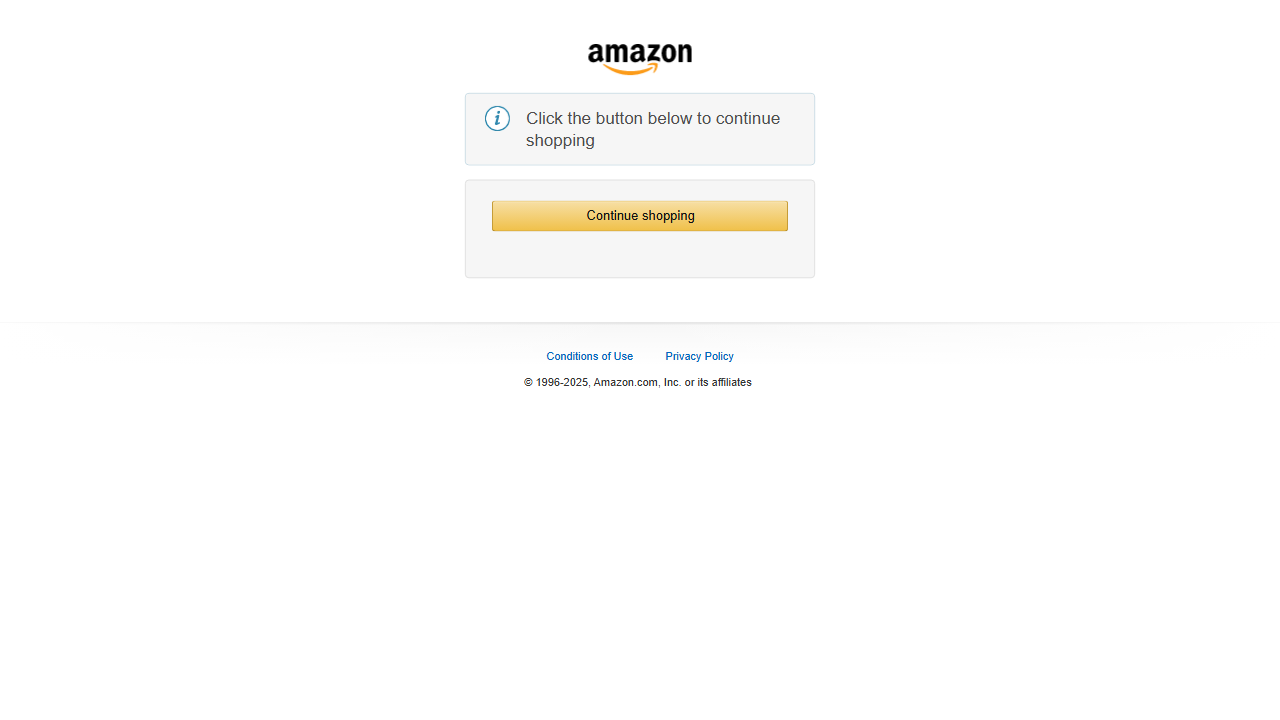 amazon
Click the button below to continue
shopping
Continue shopping
Conditions of Use Privacy Policy
© 1996-2025, Amazon.com, Inc. or its affiliates